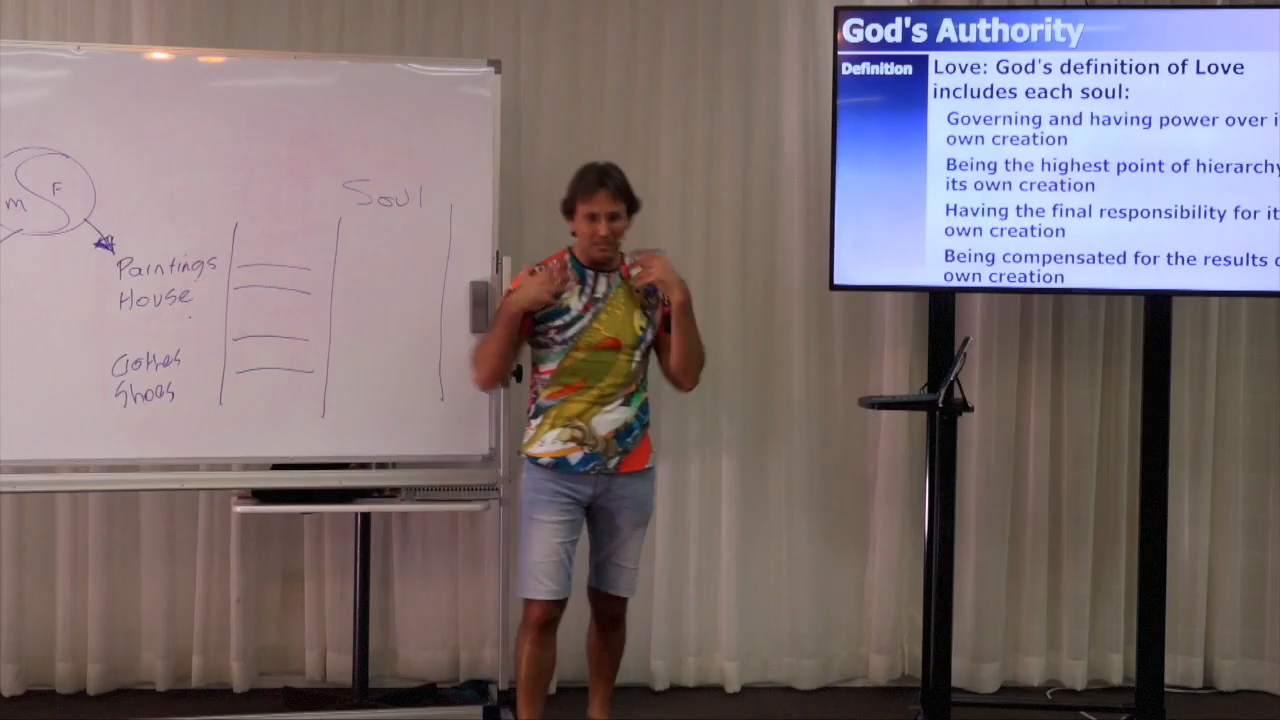 M
F
Soul
Paintings
House
Clothes
Shoes
God's Authority
Definition
Love: God's definition of Love
includes each soul:
Governing and having power over
own creation
Being the highest point of hierarchy
its own creation
Having the final responsibility for
own creation
Being compensated for the results
own creation